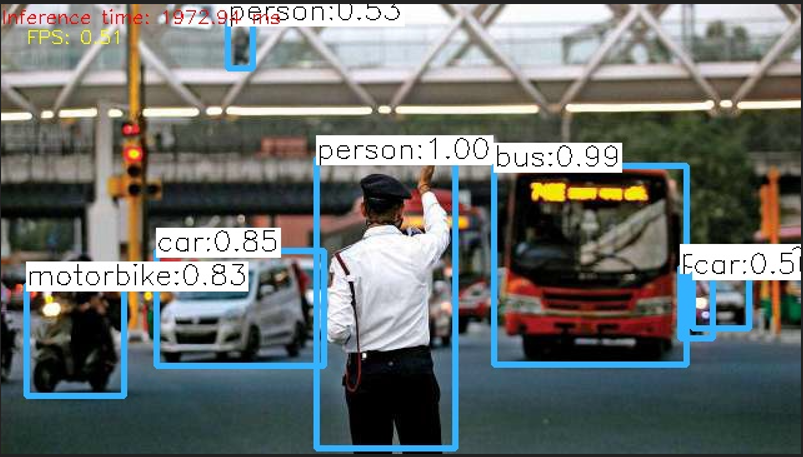 Inference time: 1972.94 ms
person:0.53
FPS: 0.51
person:1.00
bus:0.99
car:0.85
car:0.51
motorbike:0.83